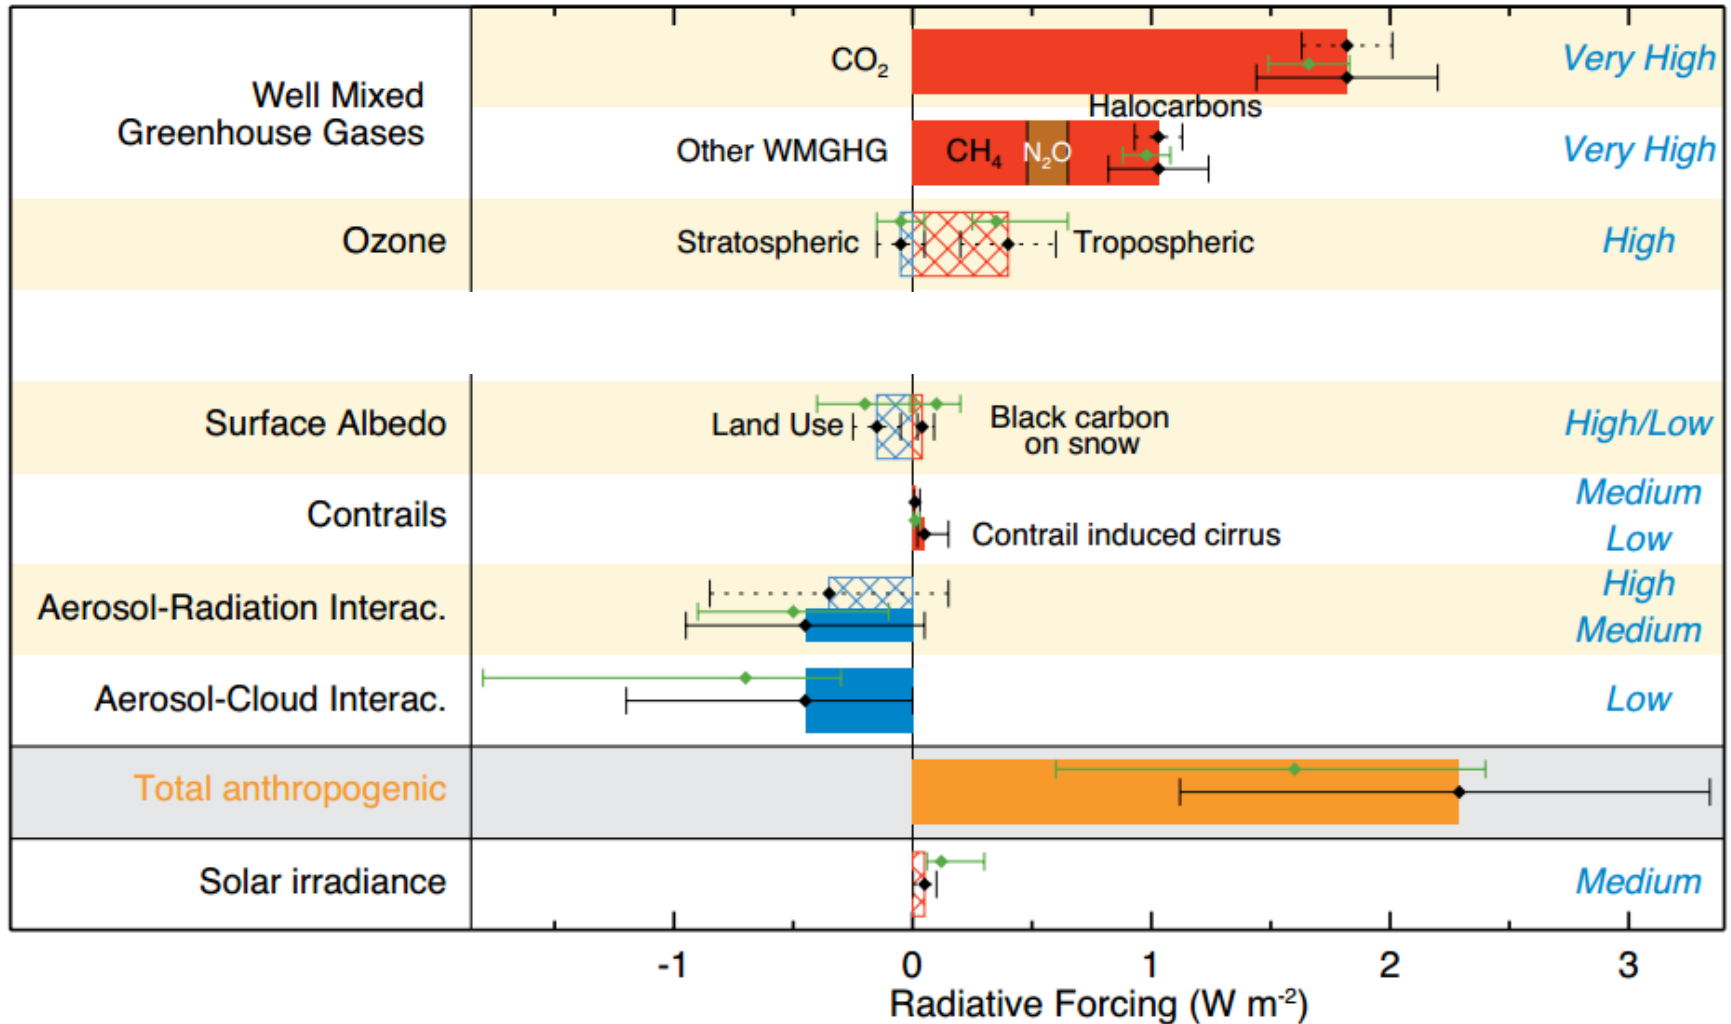 CO₂
Very High
Well Mixed
Greenhouse Gases
Halocarbons
Other WMGHG
CH₄
N₂O
Very High
Ozone
Stratospheric
Tropospheric
High
Surface Albedo
Land Use
Black carbon
on snow
High/Low
Contrails
Medium
Contrail induced cirrus
Low
Aerosol-Radiation Interac.
High
Medium
Aerosol-Cloud Interac.
Low
Total anthropogenic
Solar irradiance
Medium
-1 0 1 2 3
Radiative Forcing (W m⁻²)